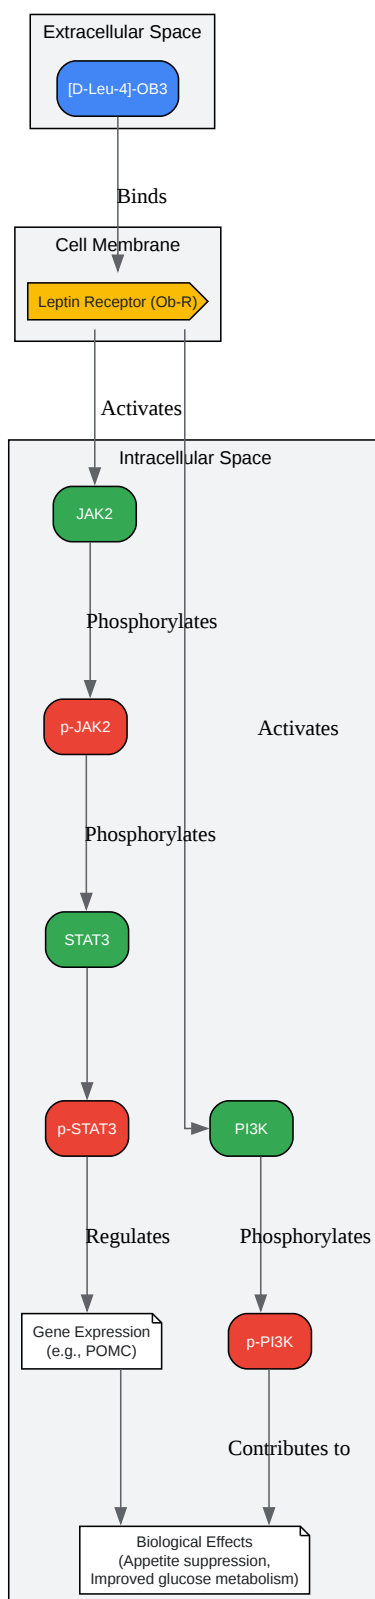 Extracellular Space
[D-Leu-4]-OB3
Binds
Cell Membrane
Leptin Receptor (Ob-R)
Activates
Intracellular Space
JAK2
Phosphorylates
p-JAK2
Activates
Phosphorylates
STAT3
p-STAT3
PI3K
Regulates
Phosphorylates
Gene Expression
(e.g., POMC)
p-PI3K
Contributes to
Biological Effects
(Appetite suppression,
Improved glucose metabolism)